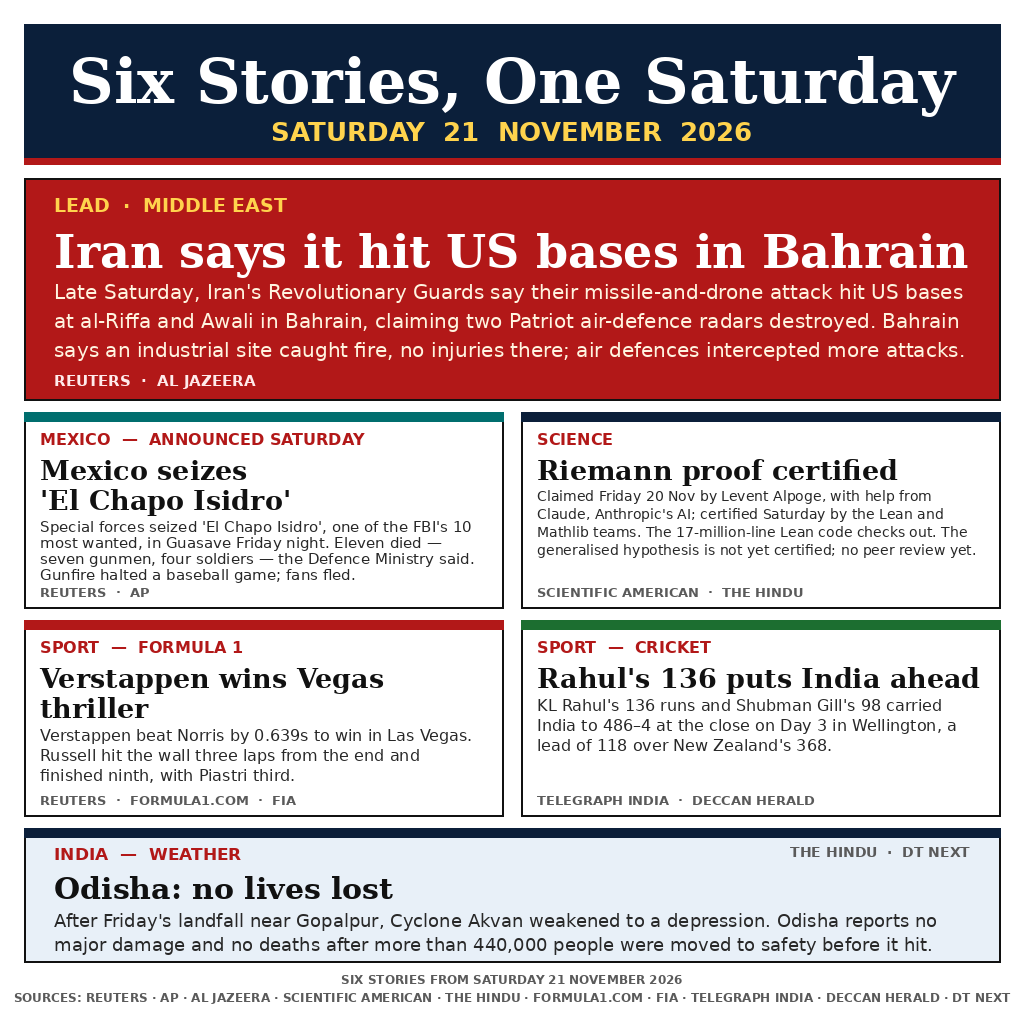 Six Stories, One Saturday
SATURDAY 21 NOVEMBER 2026
LEAD · MIDDLE EAST
Iran says it hit US bases in Bahrain
Late Saturday, Iran's Revolutionary Guards say their missile-and-drone attack hit US bases
at al-Riffa and Awali in Bahrain, claiming two Patriot air-defence radars destroyed. Bahrain
says an industrial site caught fire, no injuries there; air defences intercepted more attacks.
REUTERS · AL JAZEERA
MEXICO — ANNOUNCED SATURDAY
Mexico seizes
'El Chapo Isidro'
Special forces seized 'El Chapo Isidro', one of the FBI's 10
most wanted, in Guasave Friday night. Eleven died —
seven gunmen, four soldiers — the Defence Ministry said.
Gunfire halted a baseball game; fans fled.
REUTERS · AP
SCIENCE
Riemann proof certified
Claimed Friday 20 Nov by Levent Alpoge, with help from
Claude, Anthropic's AI; certified Saturday by the Lean and
Mathlib teams. The 17-million-line Lean code checks out. The
generalised hypothesis is not yet certified; no peer review yet.
SCIENTIFIC AMERICAN · THE HINDU
SPORT — FORMULA 1
Verstappen wins Vegas
thriller
Verstappen beat Norris by 0.639s to win in Las Vegas.
Russell hit the wall three laps from the end and
finished ninth, with Piastri third.
REUTERS · FORMULA1.COM · FIA
SPORT — CRICKET
Rahul's 136 puts India ahead
KL Rahul's 136 runs and Shubman Gill's 98 carried
India to 486–4 at the close on Day 3 in Wellington, a
lead of 118 over New Zealand's 368.
TELEGRAPH INDIA · DECCAN HERALD
INDIA — WEATHER
THE HINDU · DT NEXT
Odisha: no lives lost
After Friday's landfall near Gopalpur, Cyclone Akvan weakened to a depression. Odisha reports no
major damage and no deaths after more than 440,000 people were moved to safety before it hit.
SIX STORIES FROM SATURDAY 21 NOVEMBER 2026
SOURCES: REUTERS · AP · AL JAZEERA · SCIENTIFIC AMERICAN · THE HINDU · FORMULA1.COM · FIA · TELEGRAPH INDIA · DECCAN HERALD · DT NEXT